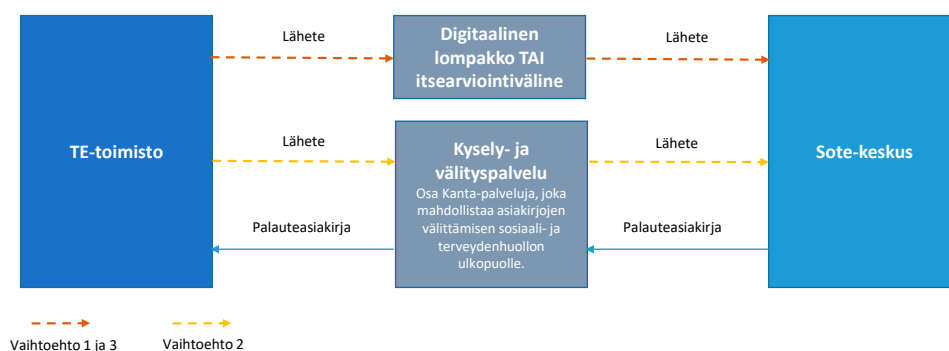 Lähete
Digitaalinen
lompakko TAI
itsearviointiväline
Lähete
TE-toimisto
Lähete
Kysely- ja
välityspalvelu
Osa Kanta-palveluja, joka
mahdollistaa asiakirjojen
välittämisen sosiaali- ja
terveydenhuollon
ulkopuolle.
Lähete
Sote-keskus
Palauteasiakirja
Palauteasiakirja
Vaihtoehto 1 ja 3
Vaihtoehto 2